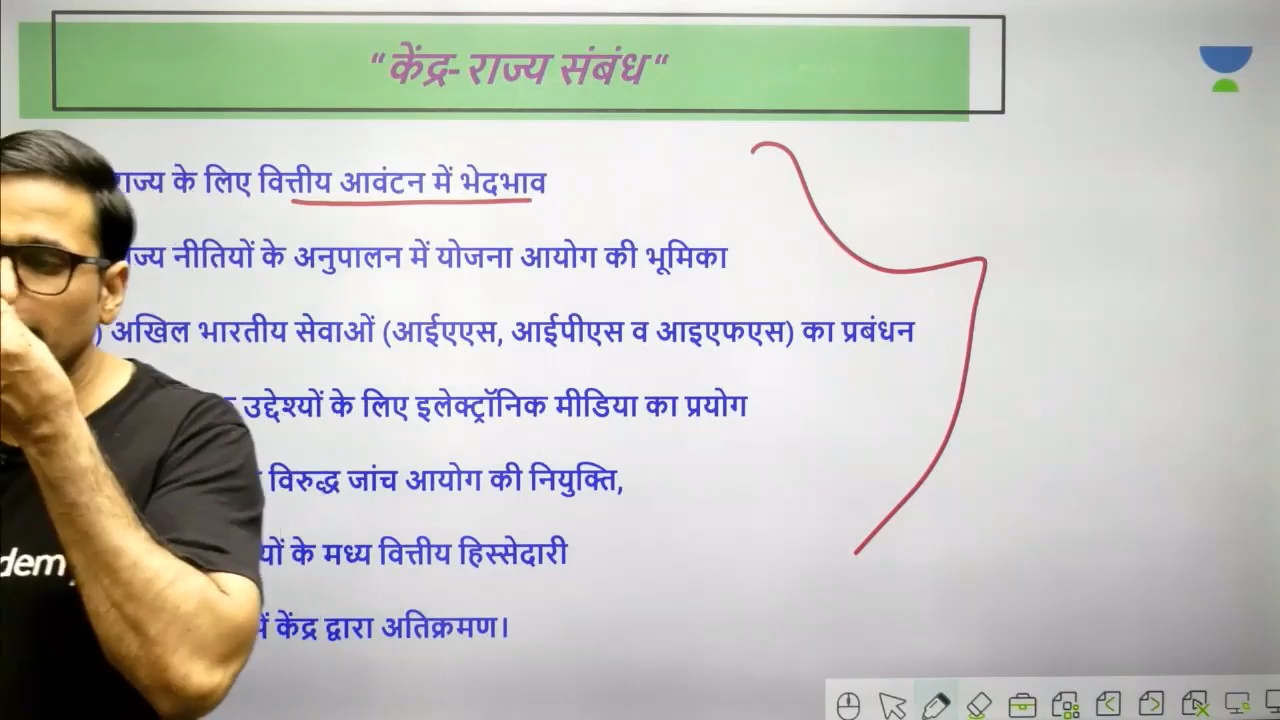 “केंद्र- राज्य संबंध“
राज्य के लिए वित्तीय आवंटन में भेदभाव
नीतियों के अनुपालन में योजना आयोग की भूमिका
) अखिल भारतीय सेवाओं (आईएएस, आईपीएस व आइएफएस) का प्रबंधन
उद्देश्यों के लिए इलेक्ट्रॉनिक मीडिया का प्रयोग
विरुद्ध जांच आयोग की नियुक्ति,
के मध्य वित्तीय हिस्सेदारी
केंद्र द्वारा अतिक्रमण।